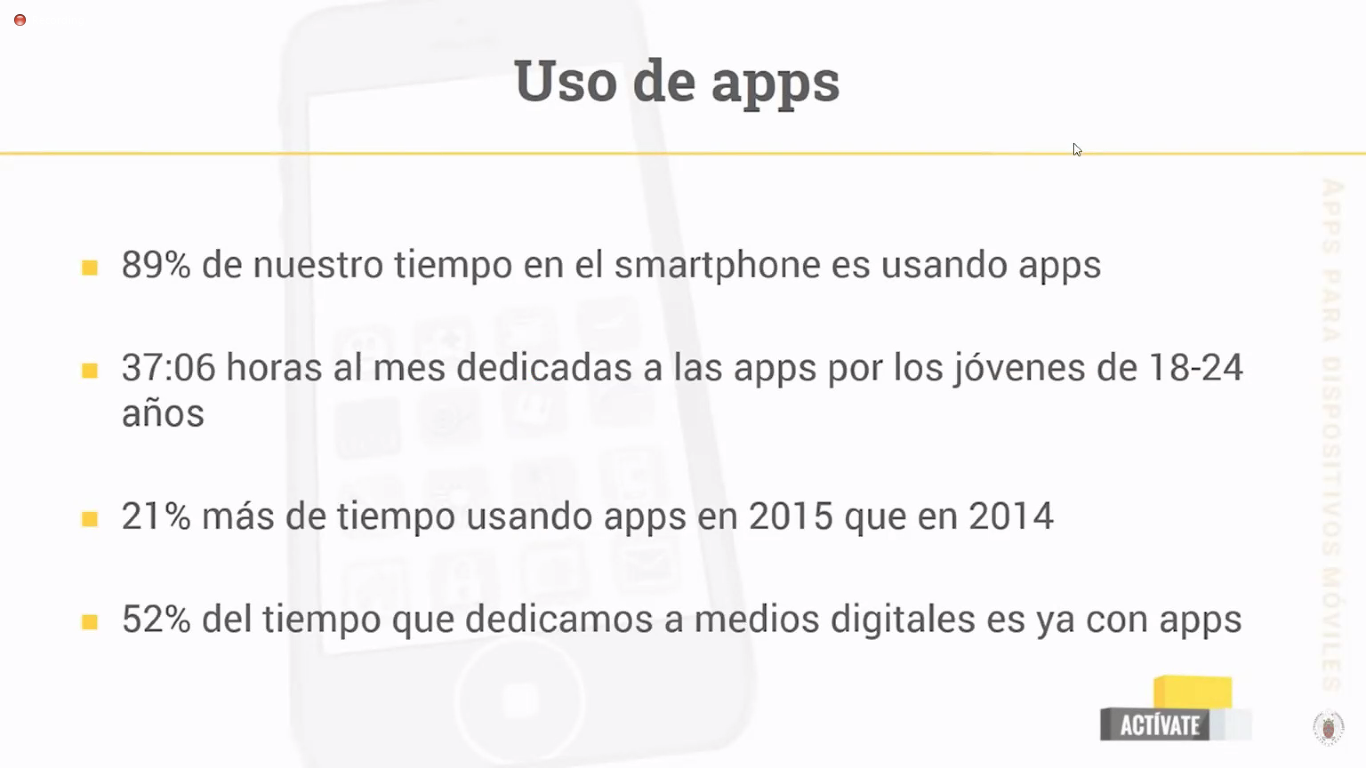 Uso de apps
89% de nuestro tiempo en el smartphone es usando apps
37:06 horas al mes dedicadas a las apps por los jóvenes de 18-24
años
21% más de tiempo usando apps en 2015 que en 2014
52% del tiempo que dedicamos a medios digitales es ya con apps
APPS PARA DISPOSITIVOS MÓVILES
ACTÍVATE